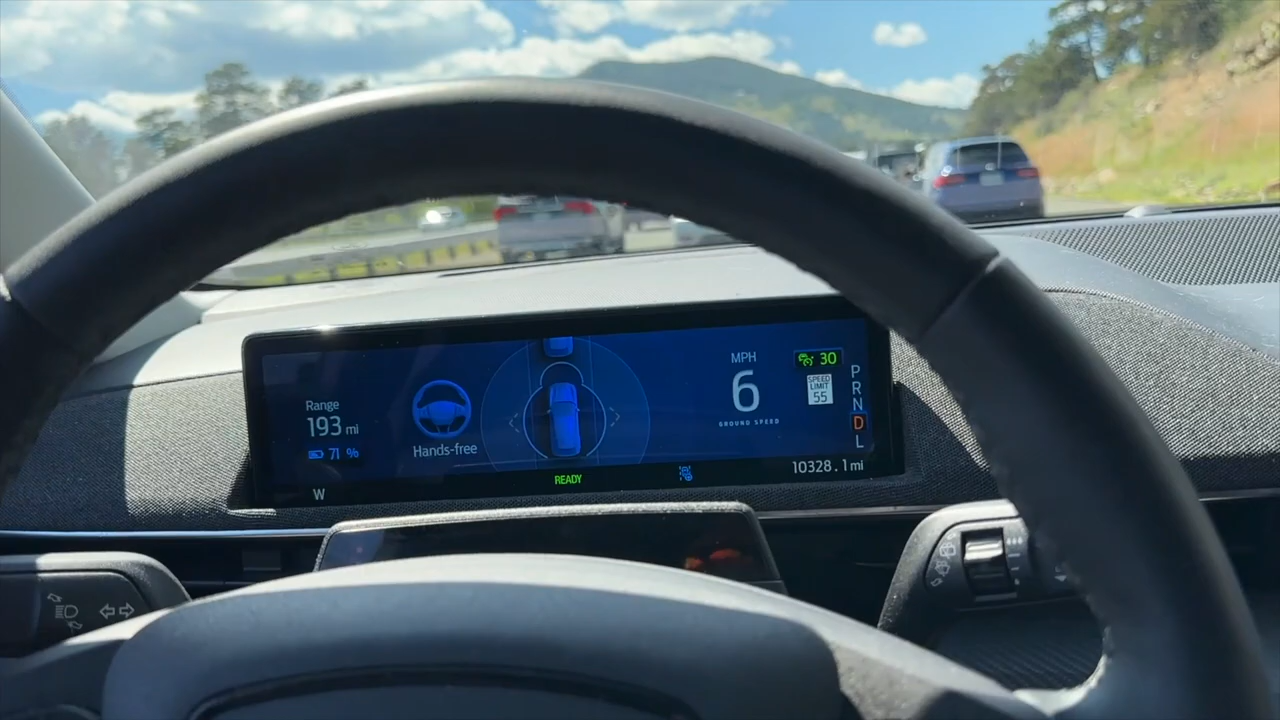 Range
193 mi
71 %
W
Hands-free
READY
MPH
6
GROUND SPEED
30
SPEED
LIMIT
55
P
R
N
D
L
10328.1 mi